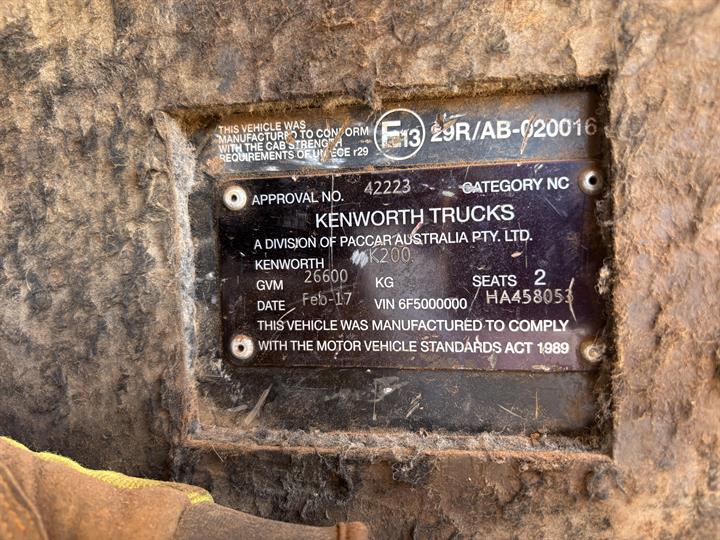 THIS VEHICLE WAS
MANUFACTURED TO CONFORM
WITH THE CAB STRENGTH
REQUIREMENTS OF UN ECE r29
E13
29R/AB-020016
APPROVAL NO. 42223 CATEGORY NC
KENWORTH TRUCKS
A DIVISION OF PACCAR AUSTRALIA PTY. LTD.
KENWORTH K200
GVM 26600 KG SEATS 2
DATE Feb-17 VIN 6F5000000 HA458053
THIS VEHICLE WAS MANUFACTURED TO COMPLY
WITH THE MOTOR VEHICLE STANDARDS ACT 1989